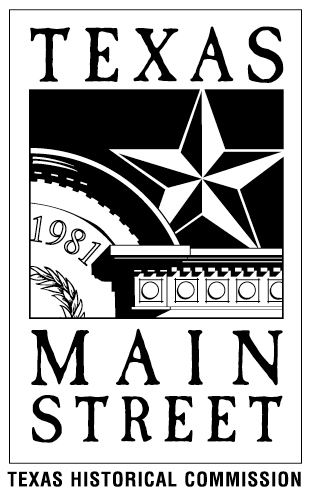 TEXAS
1981
MAIN
STREET
TEXAS HISTORICAL COMMISSION